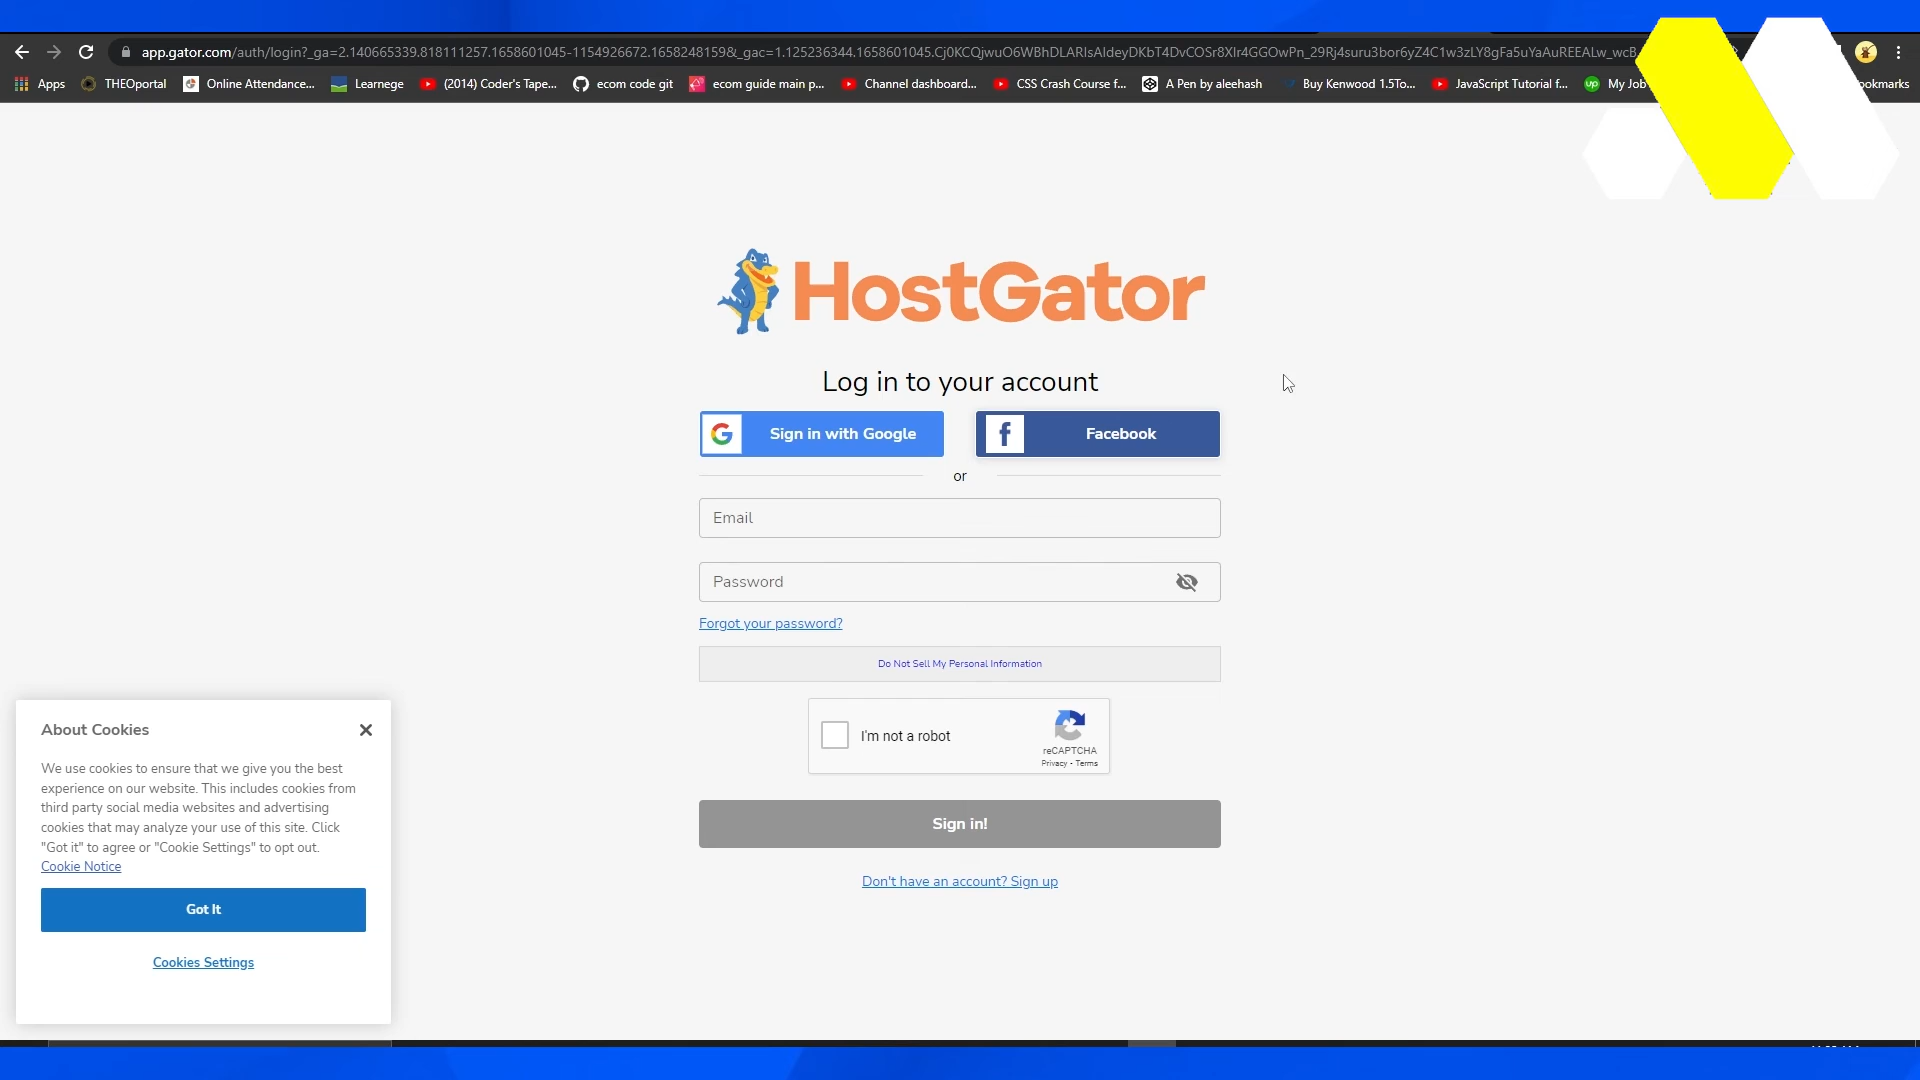 app.gator.com/auth/login?_ga=2.140665339.818111257.1658601045-1154926672.1658248159&_gac=1.125236344.1658601045.Cj0KCQjwuO6WBhDLARIsAIdeyDKbT4DvCOSr8XIr4GGOwPn_29Rj4suru3bor6yZ4C1w3zLY8gFa5uYaAuREEALw_wcB
Apps THEOportal Online Attendance... Learnege (2014) Coder's Tape... ecom code git ecom guide main p... Channel dashboard... CSS Crash Course f... A Pen by aleehash Buy Kenwood 1.5To... JavaScript Tutorial f... up My Job ookmarks
HostGator
Log in to your account
Sign in with Google
Facebook
or
Email
Password
Forgot your password?
Do Not Sell My Personal Information
I'm not a robot
reCAPTCHA
Privacy - Terms
Sign in!
Don't have an account? Sign up
About Cookies
We use cookies to ensure that we give you the best
experience on our website. This includes cookies from
third party social media websites and advertising
cookies that may analyze your use of this site. Click
"Got it" to agree or "Cookie Settings" to opt out.
Cookie Notice
Got It
Cookies Settings